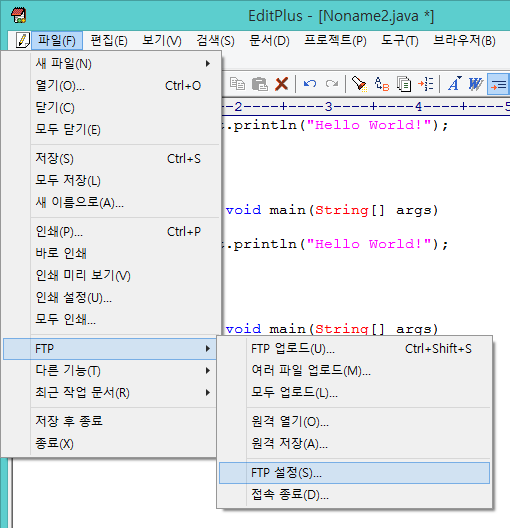 EditPlus - [Noname2.java *]
파일(F) 편집(E) 보기(V) 검색(S) 문서(D) 프로젝트(P) 도구(T) 브라우저(B)
새 파일(N)
열기(O)... Ctrl+O
닫기(C)
모두 닫기(E)
저장(S) Ctrl+S
모두 저장(L)
새 이름으로(A)...
인쇄(P)... Ctrl+P
바로 인쇄
인쇄 미리 보기(V)
인쇄 설정(U)...
모두 인쇄...
FTP
다른 기능(T)
최근 작업 문서(R)
저장 후 종료
종료(X)
A W
--2----+----3----+----4----+----5
t.println("Hello World!");
void main(String[] args)
t.println("Hello World!");
void main(String[] args)
FTP 업로드(U)... Ctrl+Shift+S
여러 파일 업로드(M)...
모두 업로드(L)...
원격 열기(O)...
원격 저장(A)...
FTP 설정(S)...
접속 종료(D)...